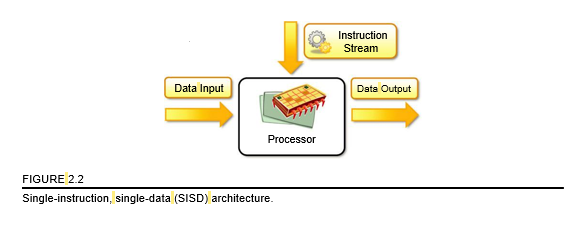 Instruction
Stream
Data Input
Data Output
Processor
FIGURE 2.2
Single-instruction, single-data (SISD) architecture.